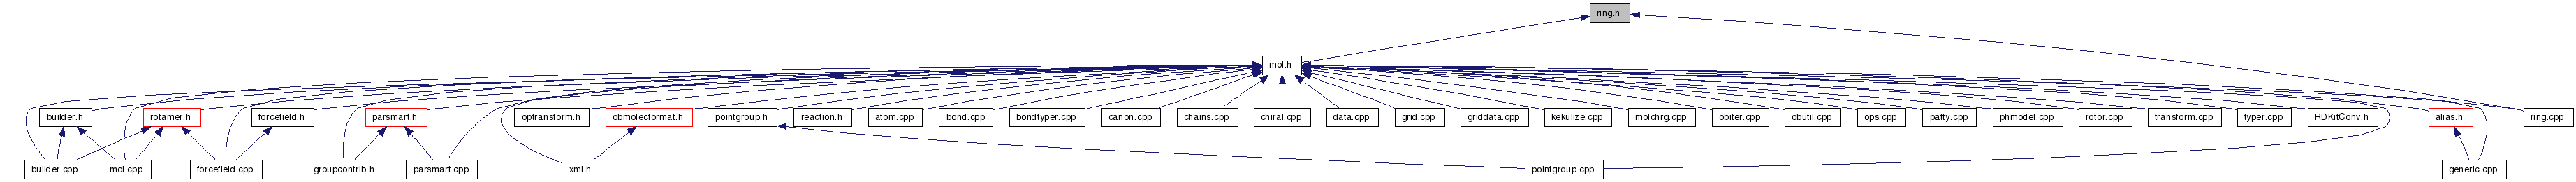 ring.h
mol.h
builder.h
rotamer.h
forcefield.h
parsmart.h
optransform.h
obmolecformat.h
pointgroup.h
reaction.h
atom.cpp
bond.cpp
bondtyper.cpp
canon.cpp
chains.cpp
chiral.cpp
data.cpp
grid.cpp
griddata.cpp
kekulize.cpp
molchrg.cpp
obiter.cpp
obutil.cpp
ops.cpp
patty.cpp
phmodel.cpp
rotor.cpp
transform.cpp
typer.cpp
RDKitConv.h
alias.h
ring.cpp
builder.cpp
mol.cpp
forcefield.cpp
groupcontrib.h
parsmart.cpp
xml.h
pointgroup.cpp
generic.cpp